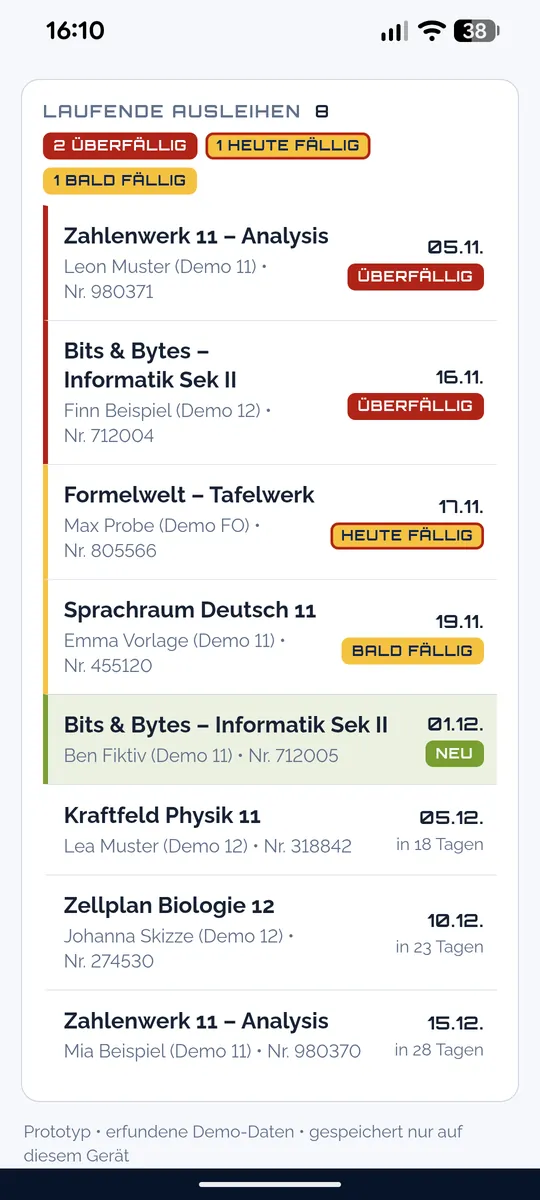 16:10
38
LAUFENDE AUSLEIHEN 8
2 ÜBERFÄLLIG 1 HEUTE FÄLLIG
1 BALD FÄLLIG
Zahlenwerk 11 – Analysis
Leon Muster (Demo 11) •
Nr. 980371
05.11.
ÜBERFÄLLIG
Bits & Bytes –
Informatik Sek II
Finn Beispiel (Demo 12) •
Nr. 712004
16.11.
ÜBERFÄLLIG
Formelwelt – Tafelwerk
Max Probe (Demo FO) •
Nr. 805566
17.11.
HEUTE FÄLLIG
Sprachraum Deutsch 11
Emma Vorlage (Demo 11) •
Nr. 455120
19.11.
BALD FÄLLIG
Bits & Bytes – Informatik Sek II
Ben Fiktiv (Demo 11) • Nr. 712005
01.12.
NEU
Kraftfeld Physik 11
Lea Muster (Demo 12) • Nr. 318842
05.12.
in 18 Tagen
Zellplan Biologie 12
Johanna Skizze (Demo 12) •
Nr. 274530
10.12.
in 23 Tagen
Zahlenwerk 11 – Analysis
Mia Beispiel (Demo 11) • Nr. 980370
15.12.
in 28 Tagen
Prototyp • erfundene Demo-Daten • gespeichert nur auf
diesem Gerät